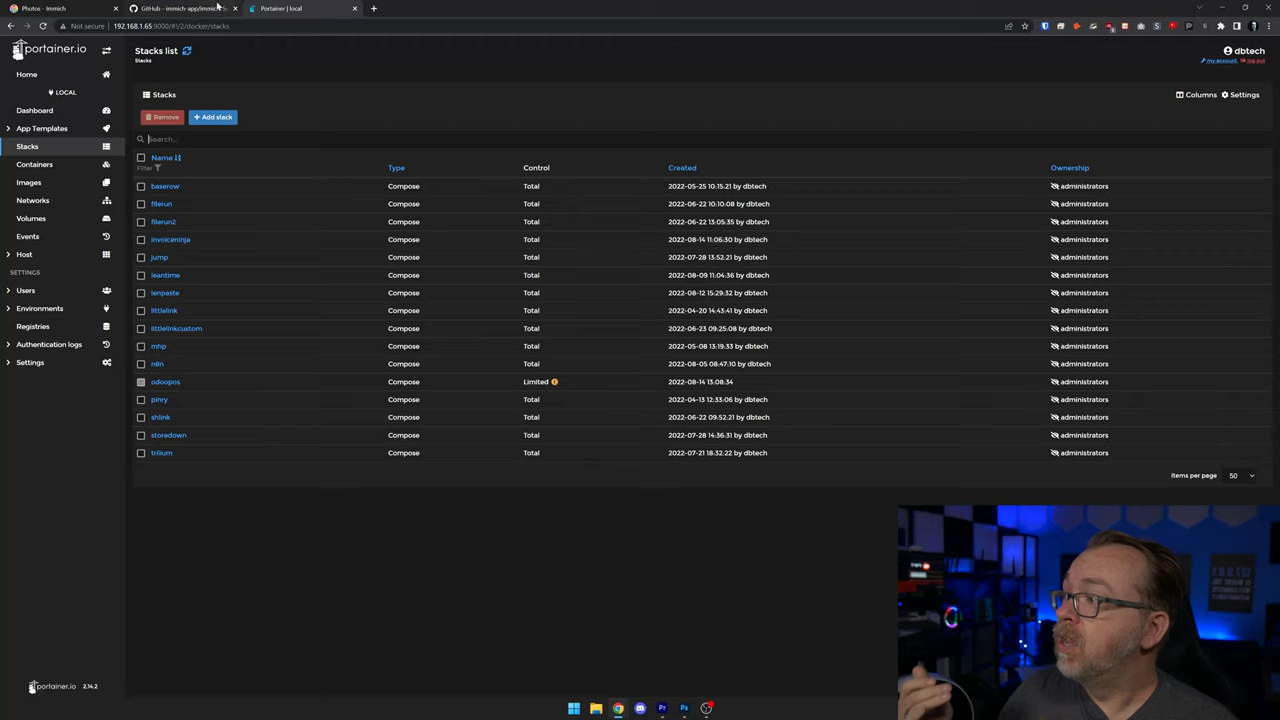 Photos - Immich
GitHub - immich-app/immich: S
Portainer | local
Not secure
192.168.1.65:9000/#!/2/docker/stacks
portainer.io
Home
LOCAL
Dashboard
App Templates
Stacks
Containers
Images
Networks
Volumes
Events
Host
SETTINGS
Users
Environments
Registries
Authentication logs
Settings
portainer.io 2.14.2
Stacks list
Stacks
dbtech
my account
log out
Stacks
Columns
Settings
Remove
+ Add stack
Search...
Name Type Control Created Ownership
Filter
baserow Compose Total 2022-05-25 10:15:21 by dbtech administrators
filerun Compose Total 2022-06-22 10:10:08 by dbtech administrators
filerun2 Compose Total 2022-06-22 13:05:35 by dbtech administrators
invoiceninja Compose Total 2022-08-14 11:06:30 by dbtech administrators
jump Compose Total 2022-07-28 13:52:21 by dbtech administrators
leantime Compose Total 2022-08-09 11:04:36 by dbtech administrators
lenpaste Compose Total 2022-08-12 15:29:32 by dbtech administrators
littlelink Compose Total 2022-04-20 14:43:41 by dbtech administrators
littlelinkcustom Compose Total 2022-06-23 09:25:08 by dbtech administrators
mhp Compose Total 2022-05-08 13:19:33 by dbtech administrators
n8n Compose Total 2022-08-05 08:47:10 by dbtech administrators
odoopos Compose Limited 2022-08-14 13:08:34 administrators
pinry Compose Total 2022-04-13 12:33:06 by dbtech administrators
shlink Compose Total 2022-06-22 09:52:21 by dbtech administrators
storedown Compose Total 2022-07-28 14:36:31 by dbtech administrators
trilium Compose Total 2022-07-21 18:32:22 by dbtech administrators
Items per page 50
127.0.0.1